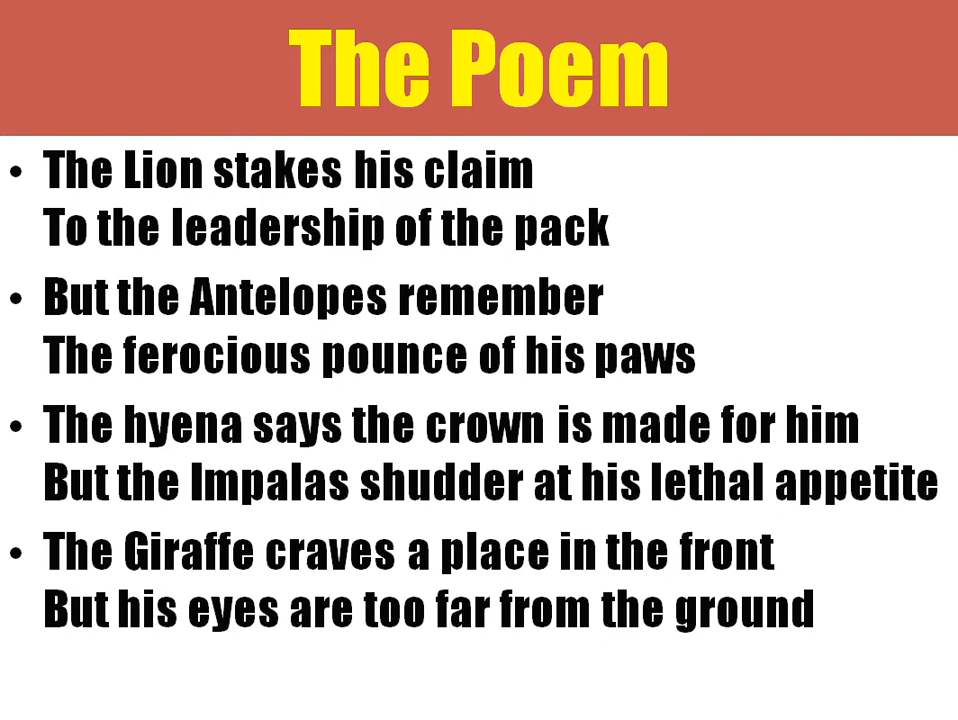 The Poem
• The Lion stakes his claim
To the leadership of the pack
• But the Antelopes remember
The ferocious pounce of his paws
• The hyena says the crown is made for him
But the Impalas shudder at his lethal appetite
• The Giraffe craves a place in the front
But his eyes are too far from the ground